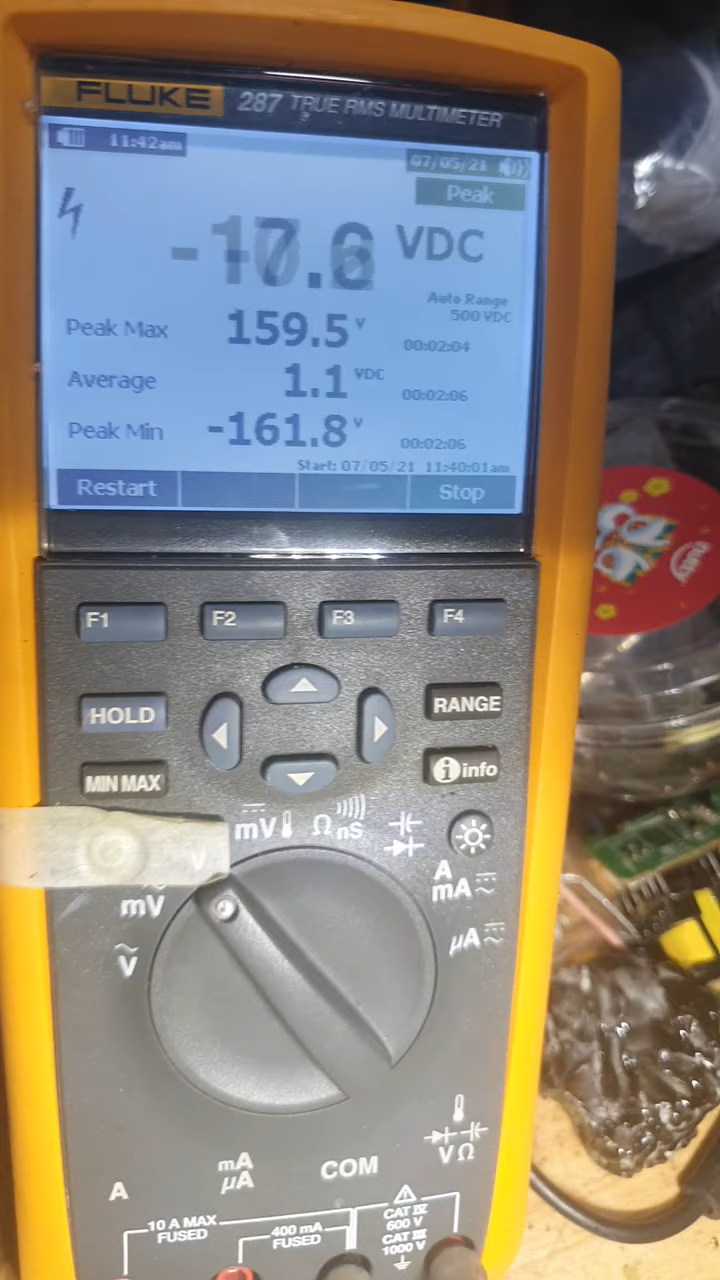 FLUKE 287 TRUE RMS MULTIMETER
11:42am
07/05/21
Peak
VDC
Auto Range
500 VDC
Peak Max 159.5 V 00:02:04
Average 1.1 VDC 00:02:06
Peak Min -161.8 V 00:02:06
Start: 07/05/21 11:40:01am
Restart Stop
F1 F2 F3 F4
HOLD RANGE
MIN MAX info
mV Ω nS
V
mV
A
mA
V
µA
A
mA
µA
COM
V Ω
10 A MAX
FUSED
400 mA
FUSED
CAT IV
600 V
CAT III
1000 V